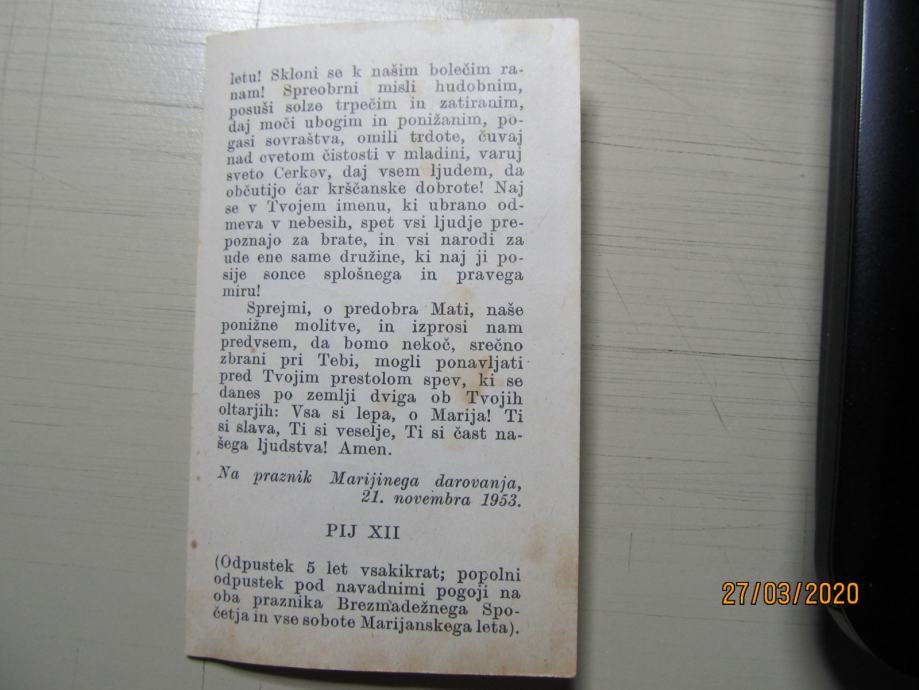 letu! Skloni se k našim bolečim ra-
nam! Spreobrni misli hudobnim,
posuši solze trpečim in zatiranim,
daj moči ubogim in ponižanim, po-
gasi sovraštva, omili trdote, čuvaj
nad cvetom čistosti v mladini, varuj
sveto Cerkev, daj vsem ljudem, da
občutijo čar krščanske dobrote! Naj
se v Tvojem imenu, ki ubrano od-
meva v nebesih, spet vsi ljudje pre-
poznajo za brate, in vsi narodi za
ude ene same družine, ki naj ji po-
sije sonce splošnega in pravega
miru!
Sprejmi, o predobra Mati, naše
ponižne molitve, in izprosi nam
predvsem, da bomo nekoč, srečno
zbrani pri Tebi, mogli ponavljati
pred Tvojim prestolom spev, ki se
danes po zemlji dviga ob Tvojih
oltarjih: Vsa si lepa, o Marija! Ti
si slava, Ti si veselje, Ti si čast na-
šega ljudstva! Amen.
Na praznik Marijinega darovanja,
21. novembra 1953.
PIJ XII
(Odpustek 5 let vsakikrat; popolni
odpustek pod navadnimi pogoji na
oba praznika Brezmadežnega Spo-
četja in vse sobote Marijanskega leta).
27/03/2020